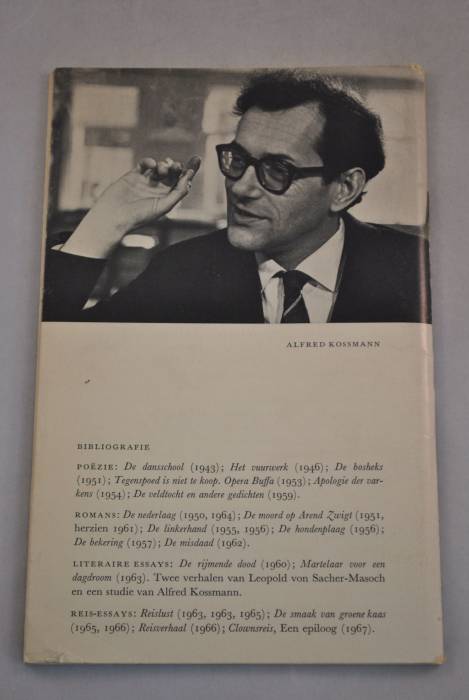 ALFRED KOSSMANN
BIBLIOGRAFIE
POËZIE: De dansschool (1943); Het vuurwerk (1946); De bosheks
(1951); Tegenspoed is niet te koop. Opera Buffa (1953); Apologie der var-
kens (1954); De veldtocht en andere gedichten (1959).
ROMANS: De nederlaag (1950, 1964); De moord op Arend Zwigt (1951,
herzien 1961); De linkerhand (1955, 1956); De hondenplaag (1956);
De bekering (1957); De misdaad (1962).
LITERAIRE ESSAYS: De rijmende dood (1960); Martelaar voor een
dagdroom (1963). Twee verhalen van Leopold von Sacher-Masoch
en een studie van Alfred Kossmann.
REIS-ESSAYS: Reislust (1963, 1963, 1965); De smaak van groene kaas
(1965, 1966); Reisverhaal (1966); Clownsreis, Een epiloog (1967).